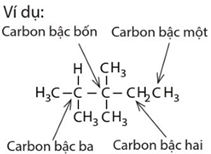 Ví dụ:
Carbon bậc bốn Carbon bậc một
H CH₃
H₃C–C–C–CH₂CH₃
CH₃ CH₃
Carbon bậc ba Carbon bậc hai